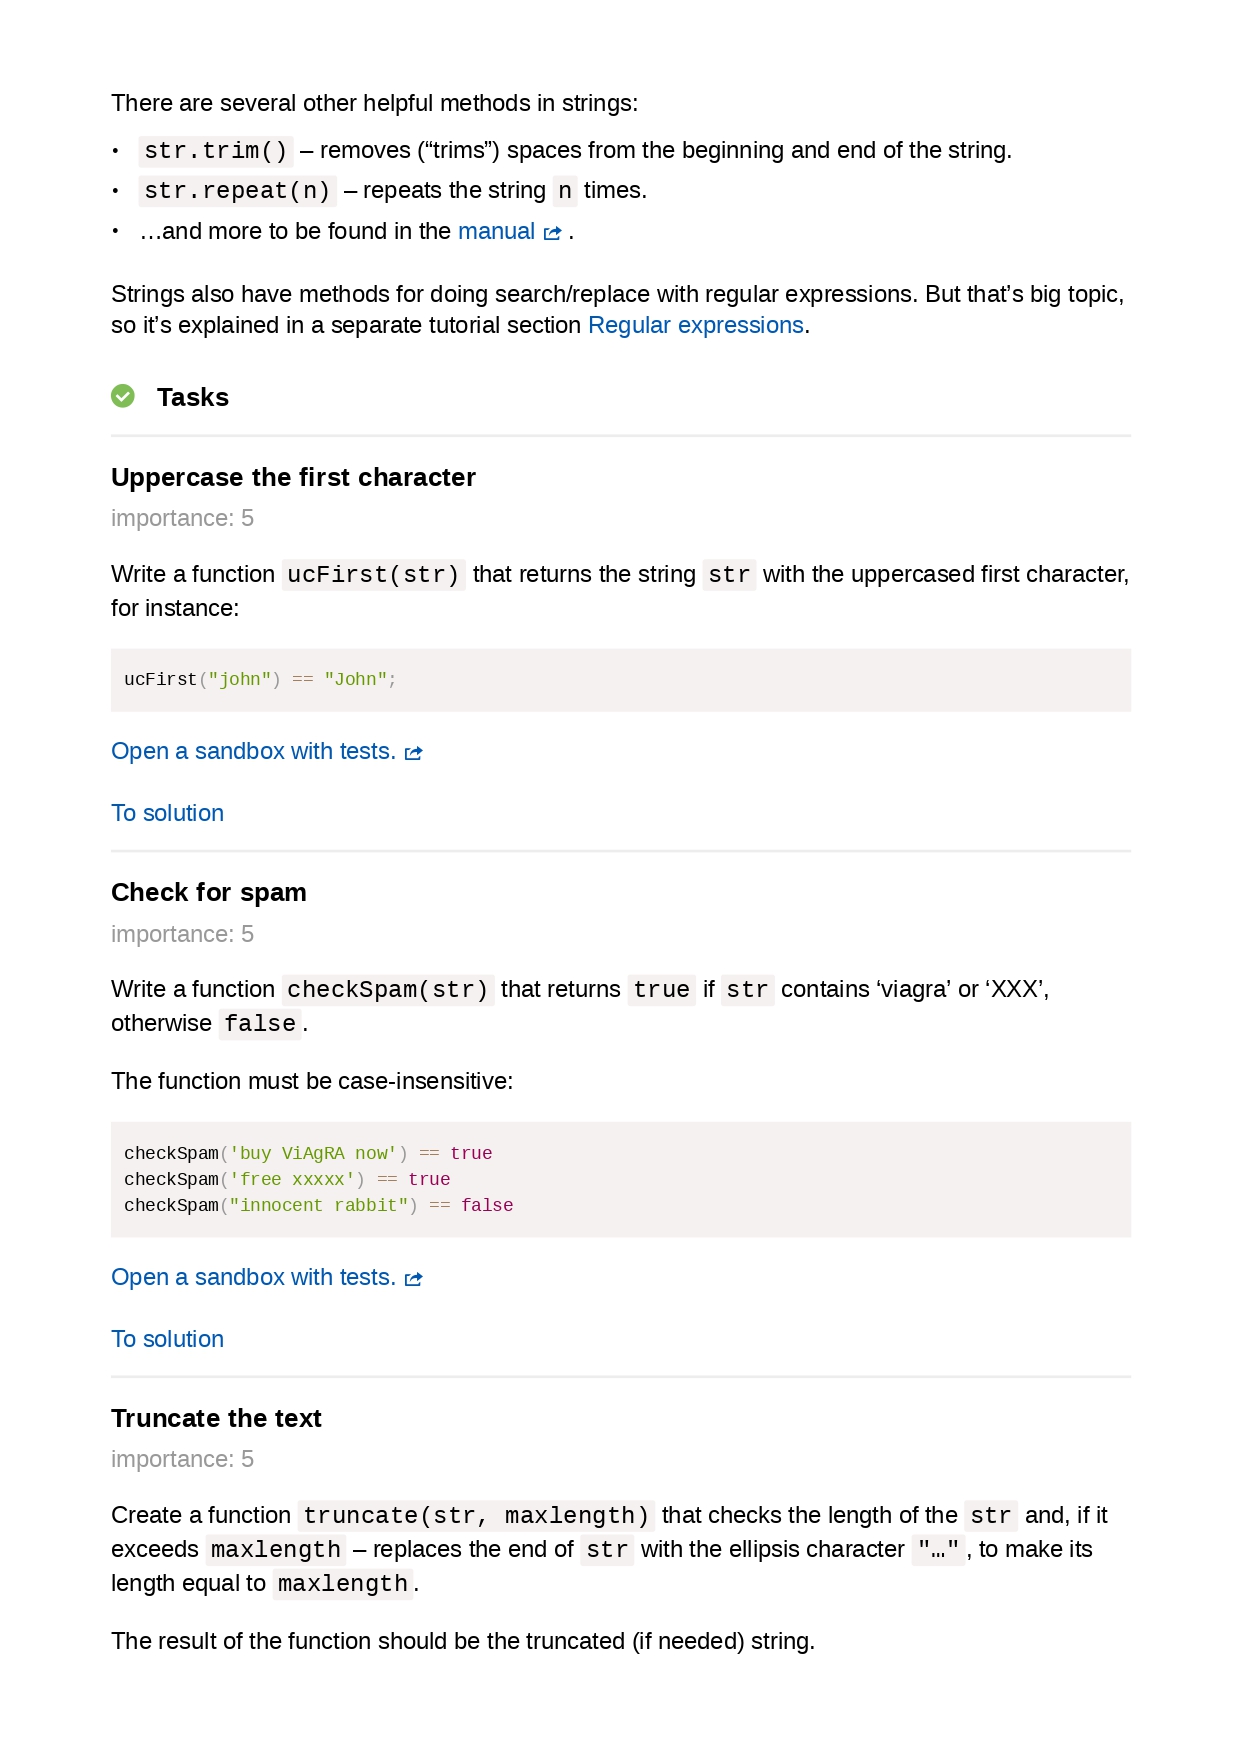 There are several other helpful methods in strings:
• str.trim() – removes (“trims”) spaces from the beginning and end of the string.
• str.repeat(n) – repeats the string n times.
• …and more to be found in the manual .
Strings also have methods for doing search/replace with regular expressions. But that’s big topic,
so it’s explained in a separate tutorial section Regular expressions.
Tasks
Uppercase the first character
importance: 5
Write a function ucFirst(str) that returns the string str with the uppercased first character,
for instance:
ucFirst("john") == "John";
Open a sandbox with tests.
To solution
Check for spam
importance: 5
Write a function checkSpam(str) that returns true if str contains ‘viagra’ or ‘XXX’,
otherwise false.
The function must be case-insensitive:
checkSpam('buy ViAgRA now') == true
checkSpam('free xxxxx') == true
checkSpam("innocent rabbit") == false
Open a sandbox with tests.
To solution
Truncate the text
importance: 5
Create a function truncate(str, maxlength) that checks the length of the str and, if it
exceeds maxlength – replaces the end of str with the ellipsis character "…", to make its
length equal to maxlength.
The result of the function should be the truncated (if needed) string.